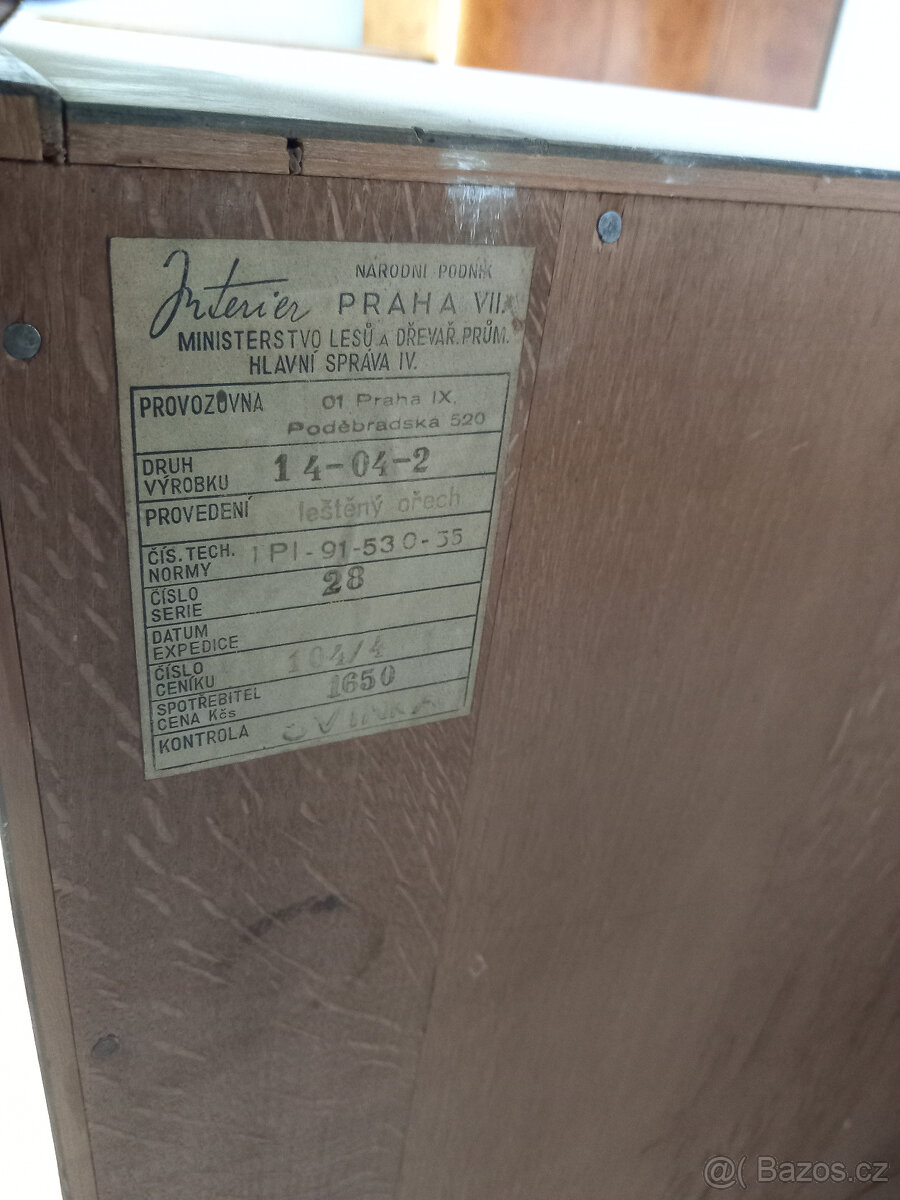 Interier NÁRODNÍ PODNIK
PRAHA VII.
MINISTERSTVO LESŮ A DŘEVAŘ. PRŮM.
HLAVNÍ SPRÁVA IV.
PROVOZOVNA 01 Praha IX,
Poděbradská 520
DRUH VÝROBKU 14-04-2
PROVEDENÍ leštěný ořech
ČÍS. TECH. NORMY PI-91-530-55
ČÍSLO SERIE 28
DATUM EXPEDICE
ČÍSLO CENÍKU 104/4
SPOTŘEBITEL CENA Kčs 1650
KONTROLA
@( Bazos.cz